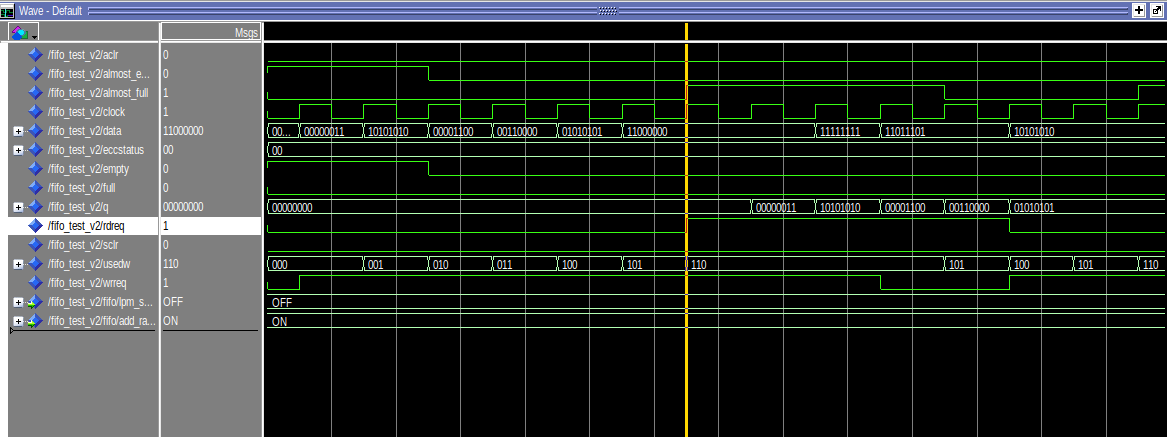 Wave - Default
Msgs
/fifo_test_v2/aclr 0
/fifo_test_v2/almost_e... 0
/fifo_test_v2/almost_full 1
/fifo_test_v2/clock 1
/fifo_test_v2/data 11000000 00... 00000011 10101010 00001100 00110000 01010101 11000000 11111111 11011101 10101010
/fifo_test_v2/eccstatus 00 00
/fifo_test_v2/empty 0
/fifo_test_v2/full 0
/fifo_test_v2/q 00000000 00000000 00000011 10101010 00001100 00110000 01010101
/fifo_test_v2/rdreq 1
/fifo_test_v2/sclr 0
/fifo_test_v2/usedw 110 000 001 010 011 100 101 110 101 100 101 110
/fifo_test_v2/wrreq 1
/fifo_test_v2/fifo/lpm_s... OFF OFF
/fifo_test_v2/fifo/add_ra... ON ON